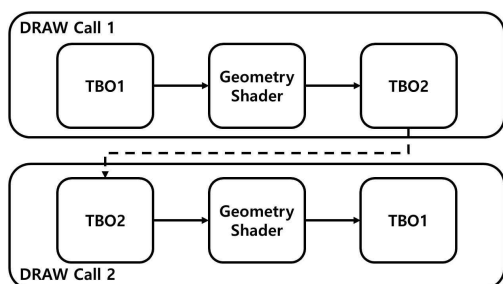 DRAW Call 1
TBO1
Geometry
Shader
TBO2
TBO2
Geometry
Shader
TBO1
DRAW Call 2